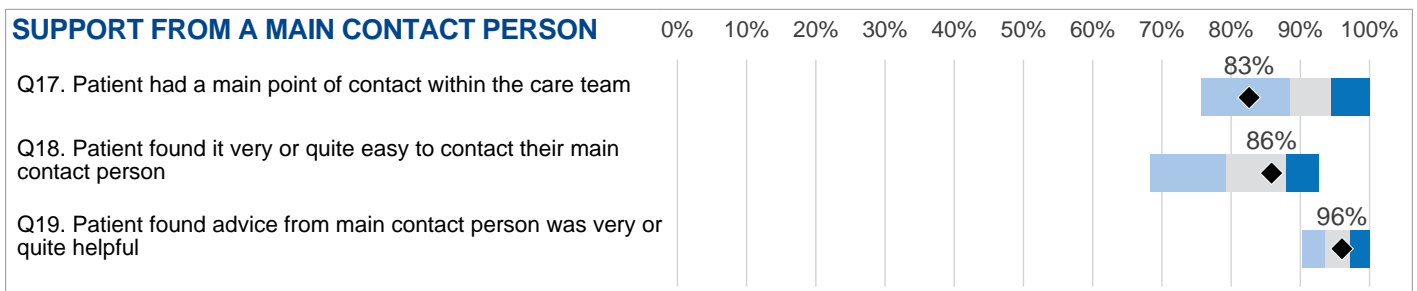 SUPPORT FROM A MAIN CONTACT PERSON 0% 10% 20% 30% 40% 50% 60% 70% 80% 90% 100%
83%
Q17. Patient had a main point of contact within the care team
86%
Q18. Patient found it very or quite easy to contact their main
contact person
96%
Q19. Patient found advice from main contact person was very or
quite helpful